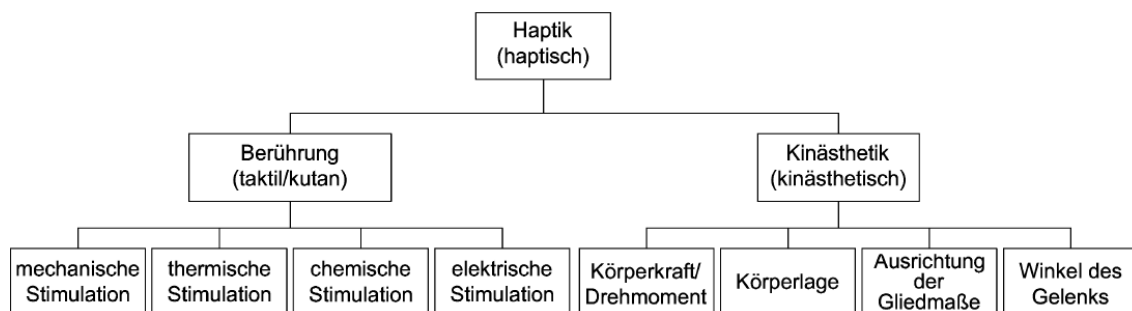 Haptik
(haptisch)
Berührung
(taktil/kutan)
Kinästhetik
(kinästhetisch)
mechanische
Stimulation
thermische
Stimulation
chemische
Stimulation
elektrische
Stimulation
Körperkraft/
Drehmoment
Körperlage
Ausrichtung
der
Gliedmaße
Winkel des
Gelenks